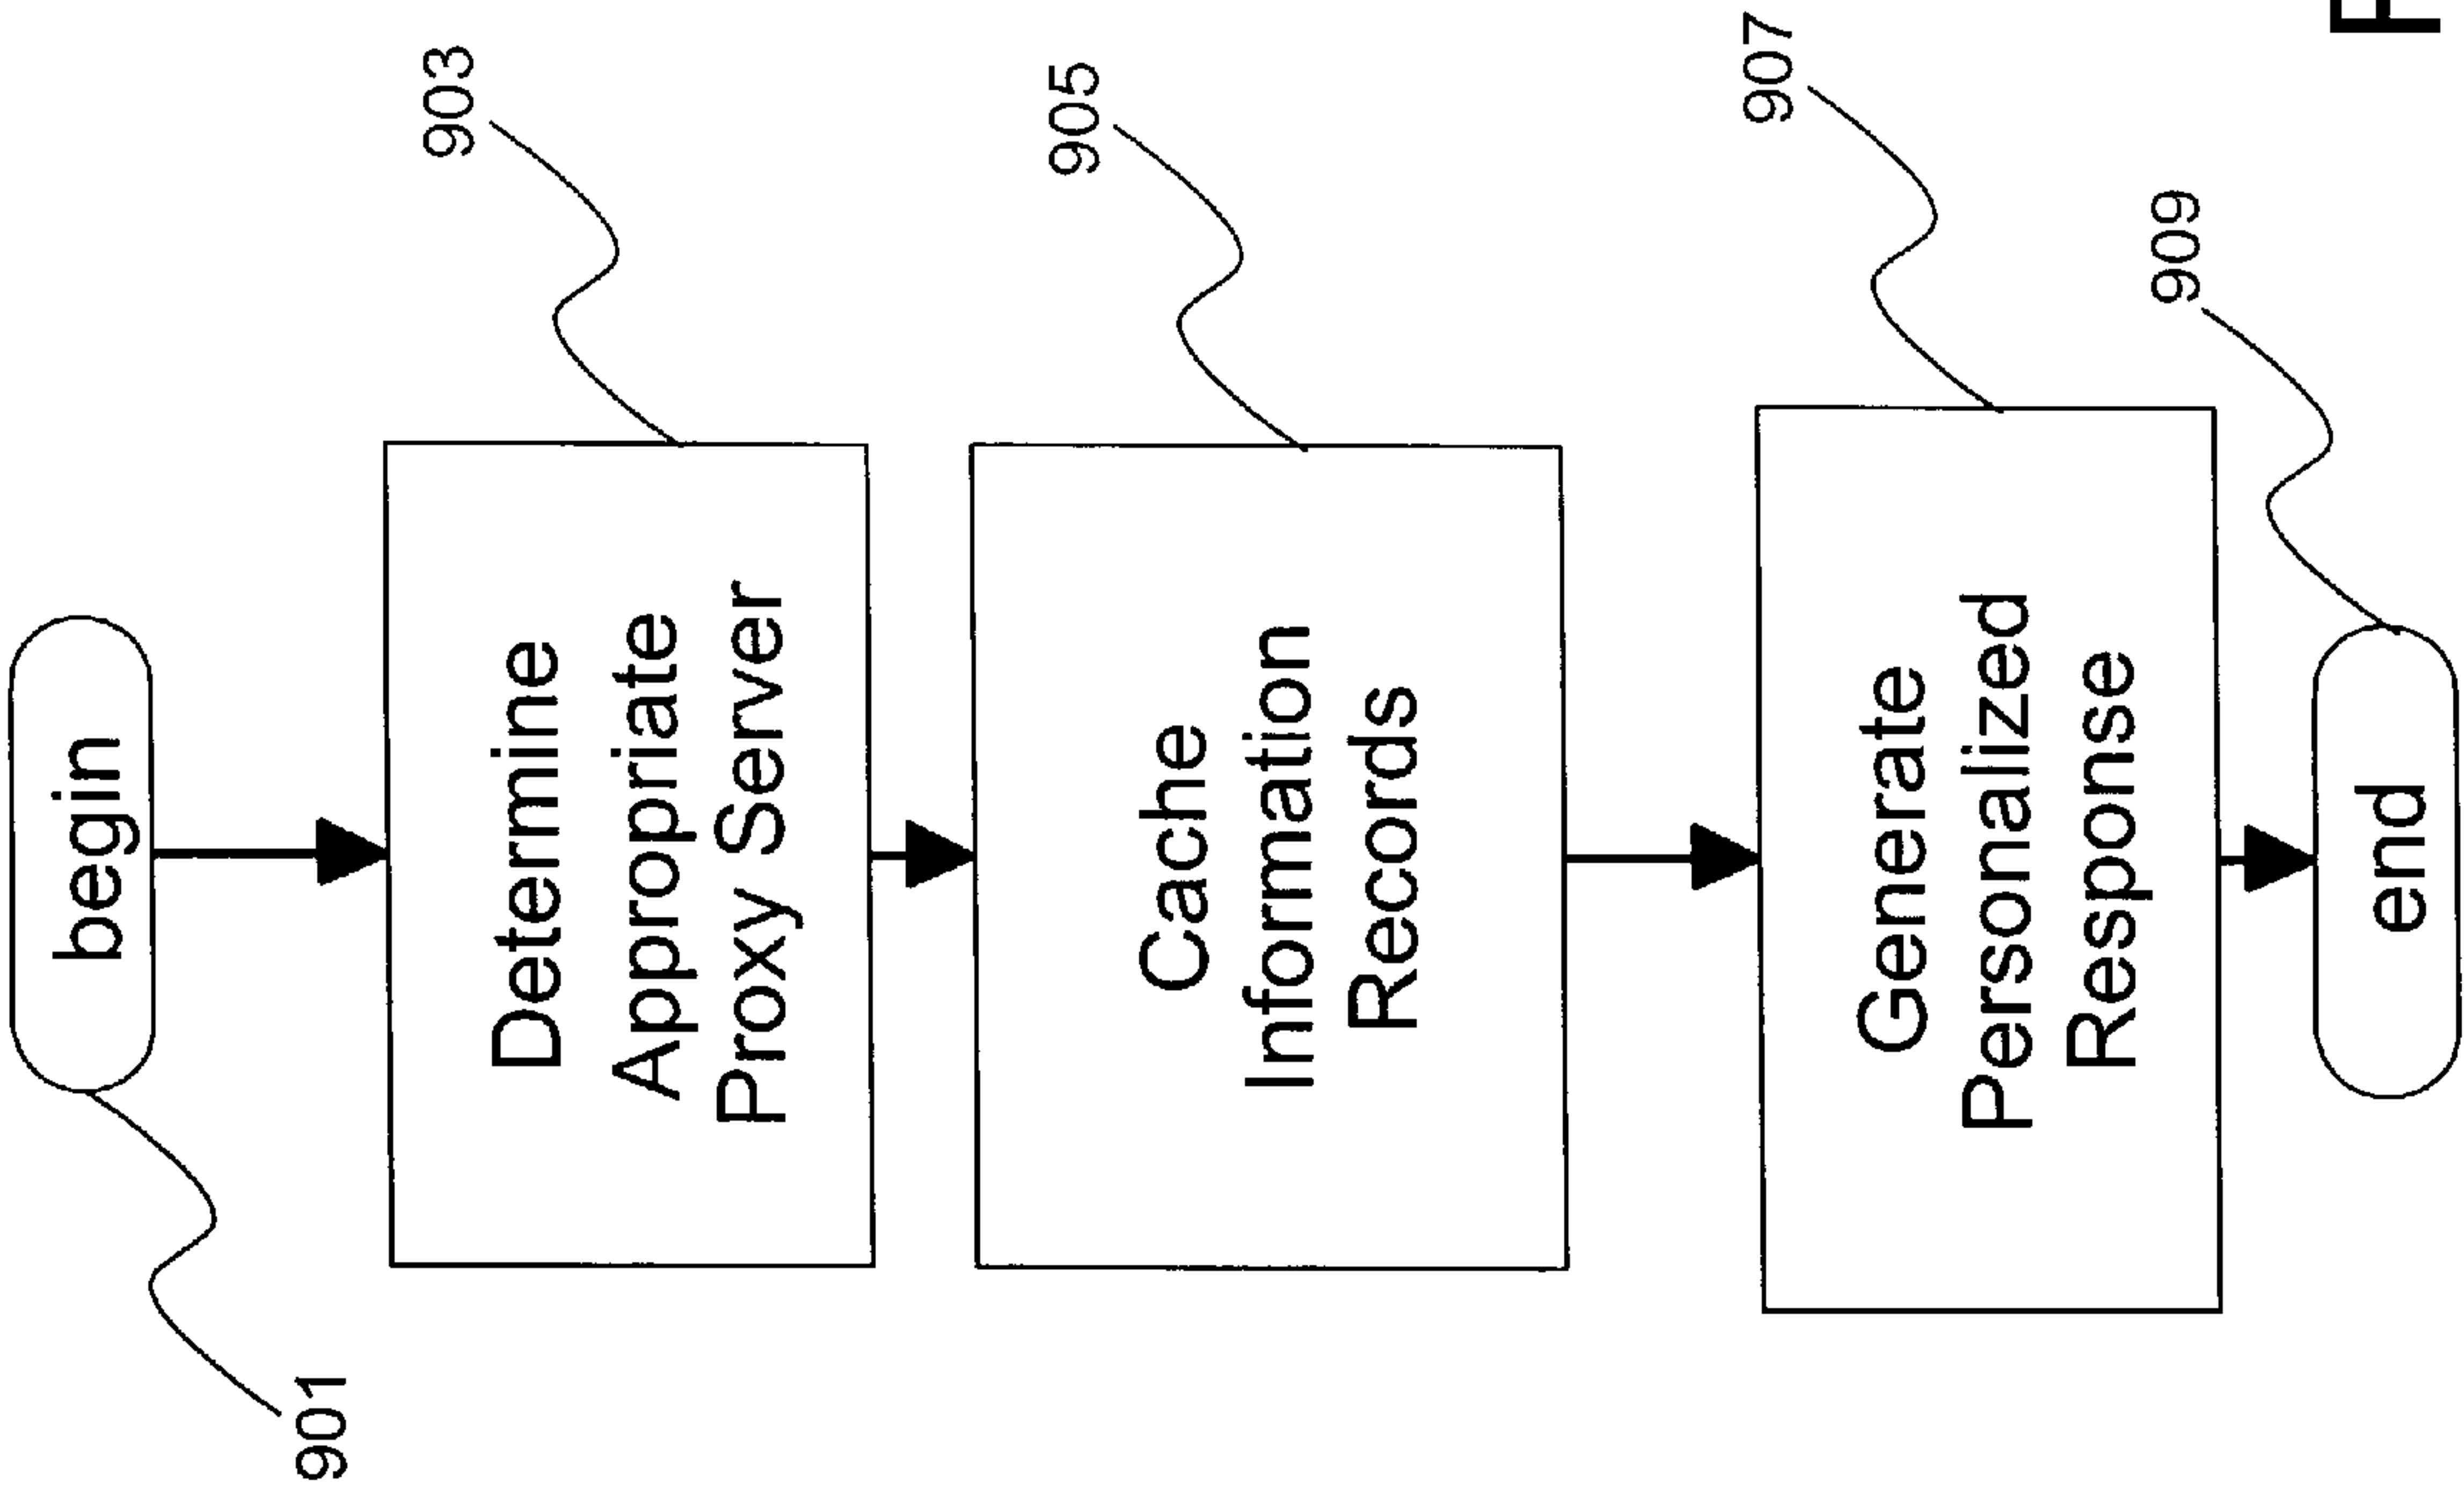 begin
901
903
Determine
Appropriate
Proxy Server
905
Cache
Information
Records
907
Generate
Personalized
Response
909
end